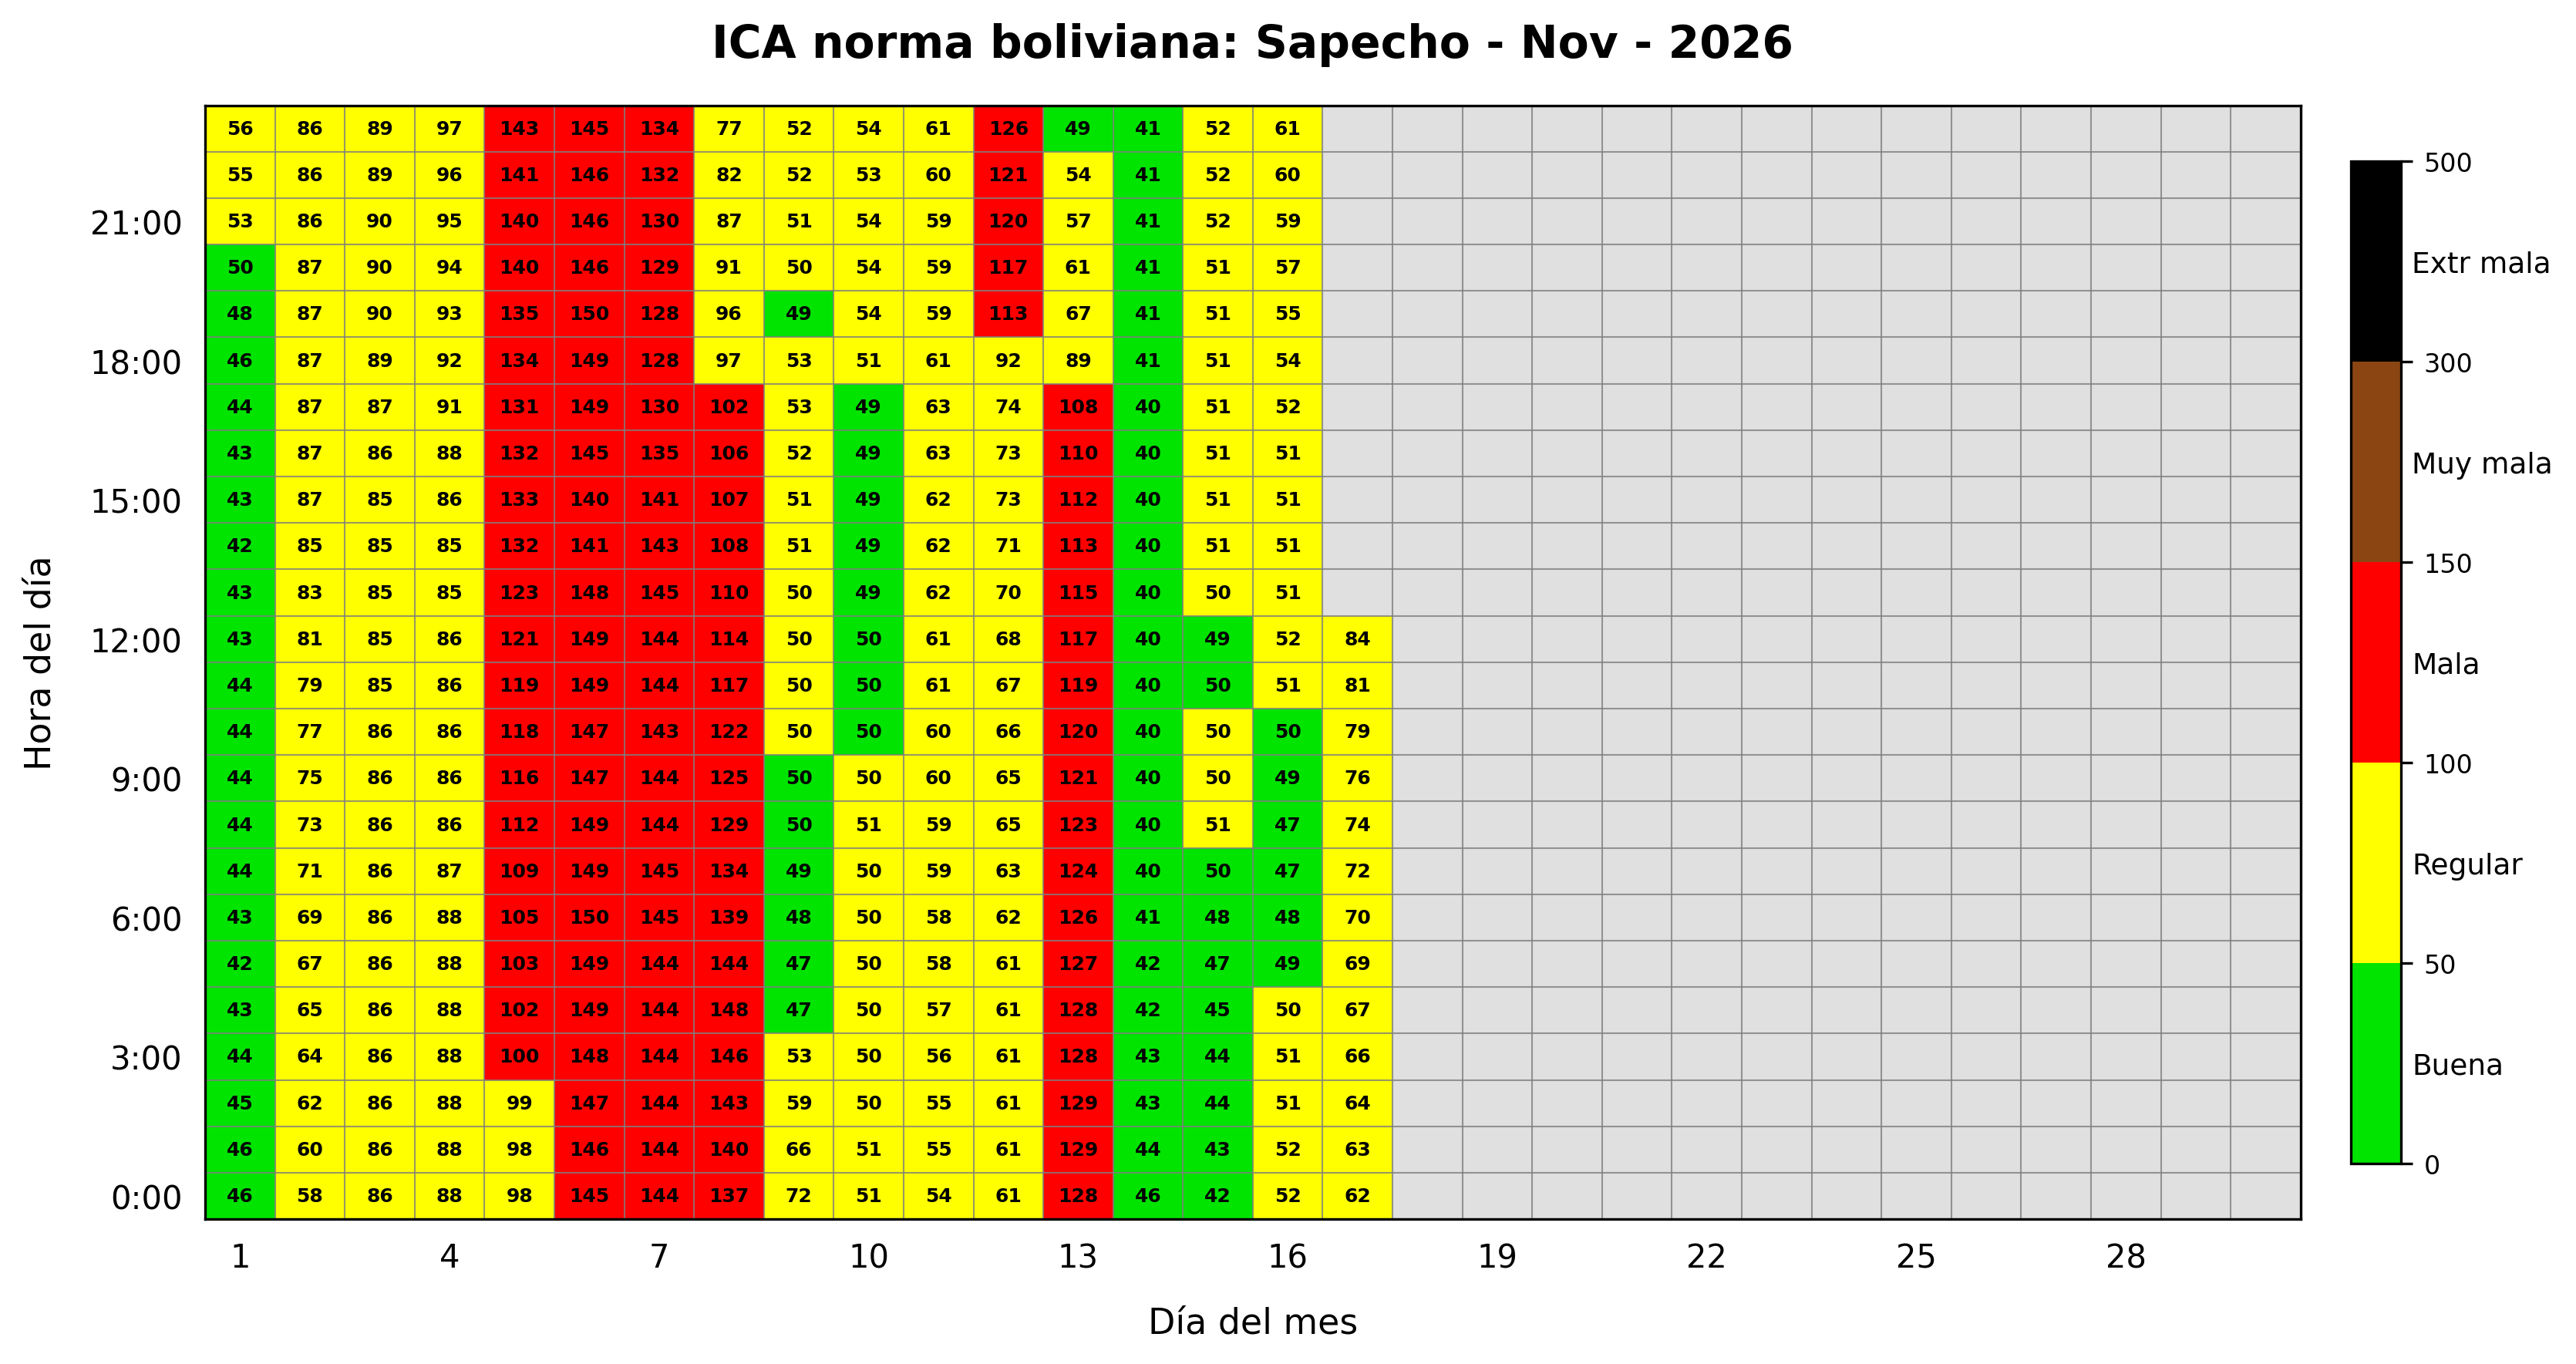 ICA norma boliviana: Sapecho - Nov - 2026
56 86 89 97 143 145 134 77 52 54 61 126 49 41 52 61
55 86 89 96 141 146 132 82 52 53 60 121 54 41 52 60
21:00 53 86 90 95 140 146 130 87 51 54 59 120 57 41 52 59
50 87 90 94 140 146 129 91 50 54 59 117 61 41 51 57
48 87 90 93 135 150 128 96 49 54 59 113 67 41 51 55
18:00 46 87 89 92 134 149 128 97 53 51 61 92 89 41 51 54
44 87 87 91 131 149 130 102 53 49 63 74 108 40 51 52
43 87 86 88 132 145 135 106 52 49 63 73 110 40 51 51
15:00 43 87 85 86 133 140 141 107 51 49 62 73 112 40 51 51
42 85 85 85 132 141 143 108 51 49 62 71 113 40 51 51
43 83 85 85 123 148 145 110 50 49 62 70 115 40 50 51
12:00 43 81 85 86 121 149 144 114 50 50 61 68 117 40 49 52 84
44 79 85 86 119 149 144 117 50 50 61 67 119 40 50 51 81
44 77 86 86 118 147 143 122 50 50 60 66 120 40 50 50 79
9:00 44 75 86 86 116 147 144 125 50 50 60 65 121 40 50 49 76
44 73 86 86 112 149 144 129 50 51 59 65 123 40 51 47 74
44 71 86 87 109 149 145 134 49 50 59 63 124 40 50 47 72
6:00 43 69 86 88 105 150 145 139 48 50 58 62 126 41 48 48 70
42 67 86 88 103 149 144 144 47 50 58 61 127 42 47 49 69
43 65 86 88 102 149 144 148 47 50 57 61 128 42 45 50 67
3:00 44 64 86 88 100 148 144 146 53 50 56 61 128 43 44 51 66
45 62 86 88 99 147 144 143 59 50 55 61 129 43 44 51 64
46 60 86 88 98 146 144 140 66 51 55 61 129 44 43 52 63
0:00 46 58 86 88 98 145 144 137 72 51 54 61 128 46 42 52 62
1 4 7 10 13 16 19 22 25 28
Día del mes
Hora del día
500
Extr mala
300
Muy mala
150
Mala
100
Regular
50
Buena
0